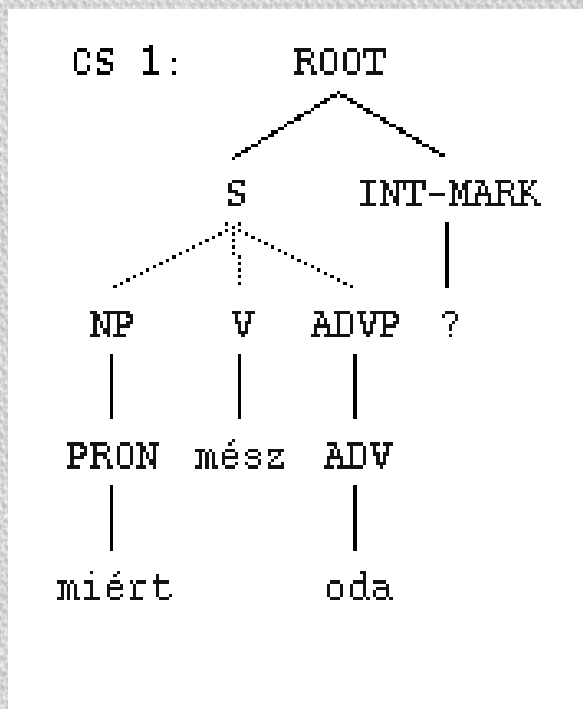 CS 1: ROOT
S INT-MARK
NP V ADVP ?
PRON mész ADV
miért oda